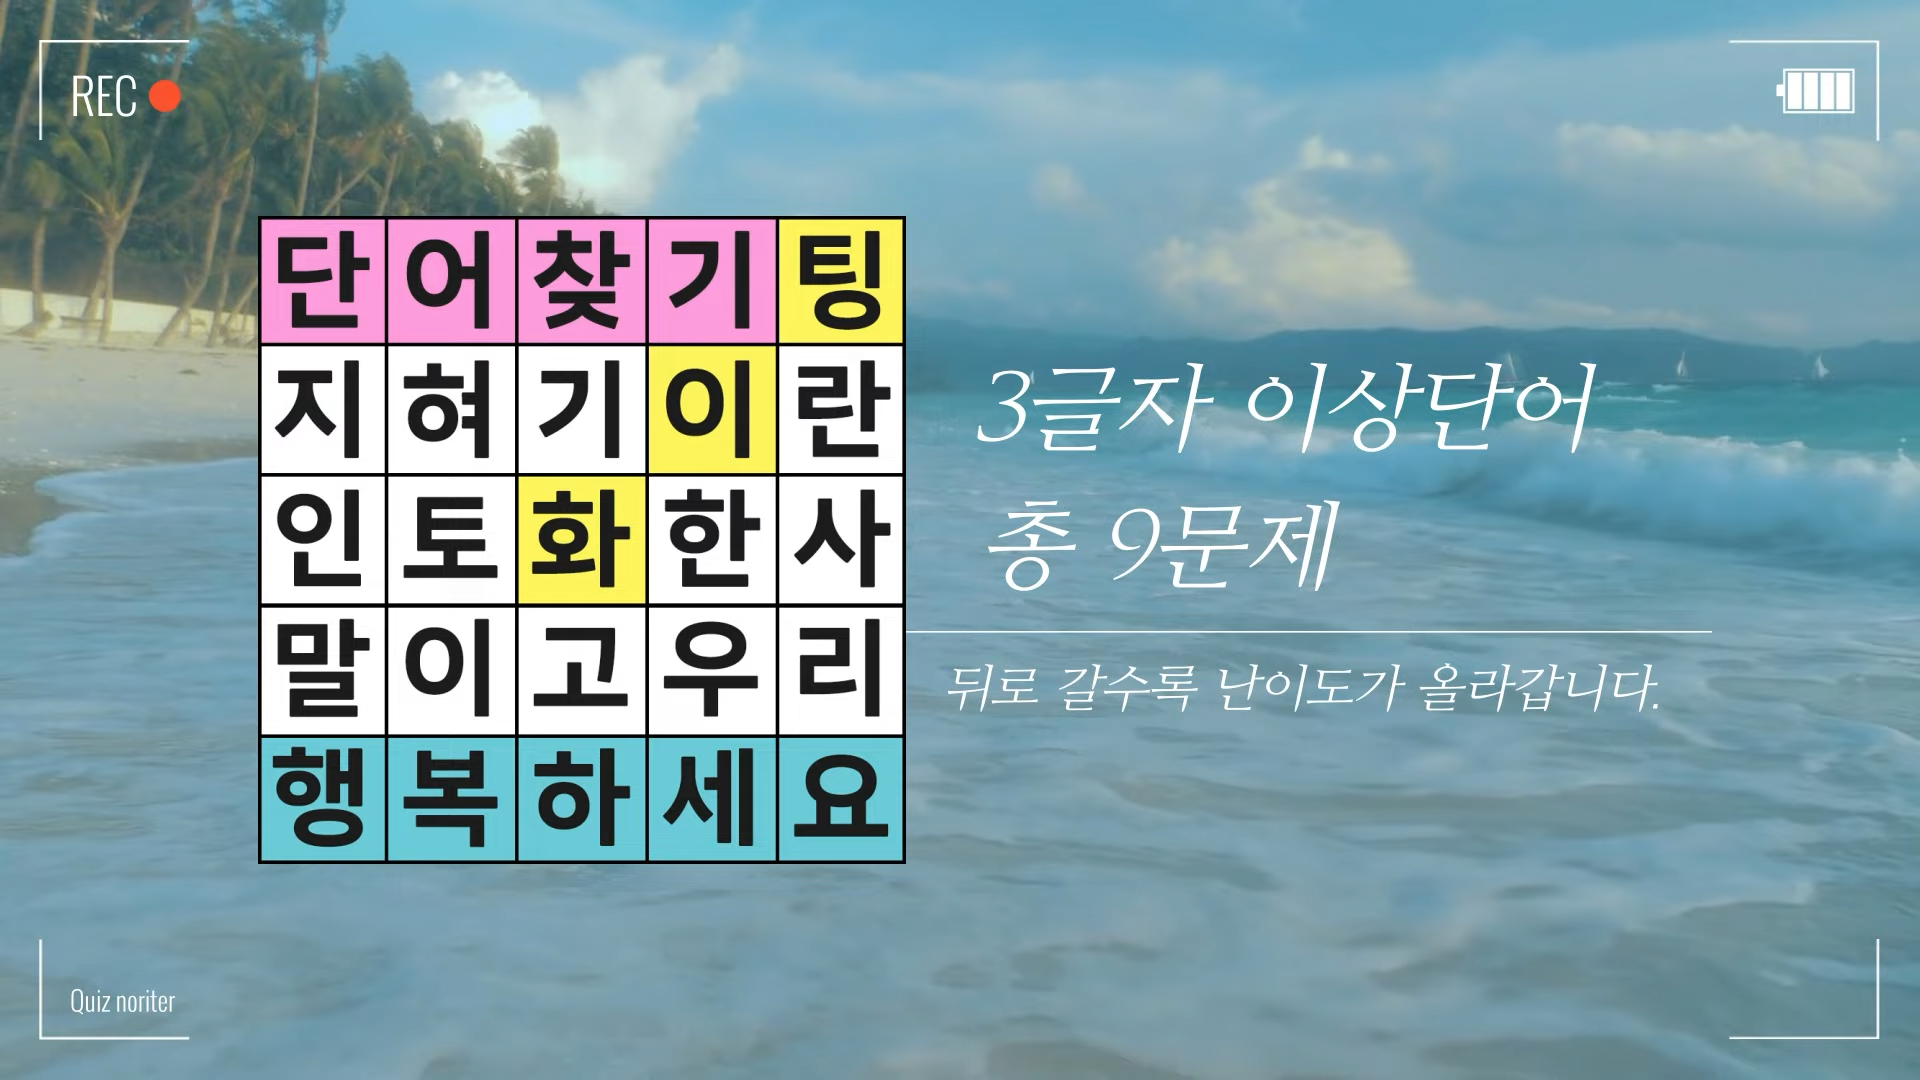 REC
단어찾기팅
지혀기이란
인토화한사
말이고우리
행복하세요
3글자 이상단어
총 9문제
뒤로 갈수록 난이도가 올라갑니다.
Quiz noriter